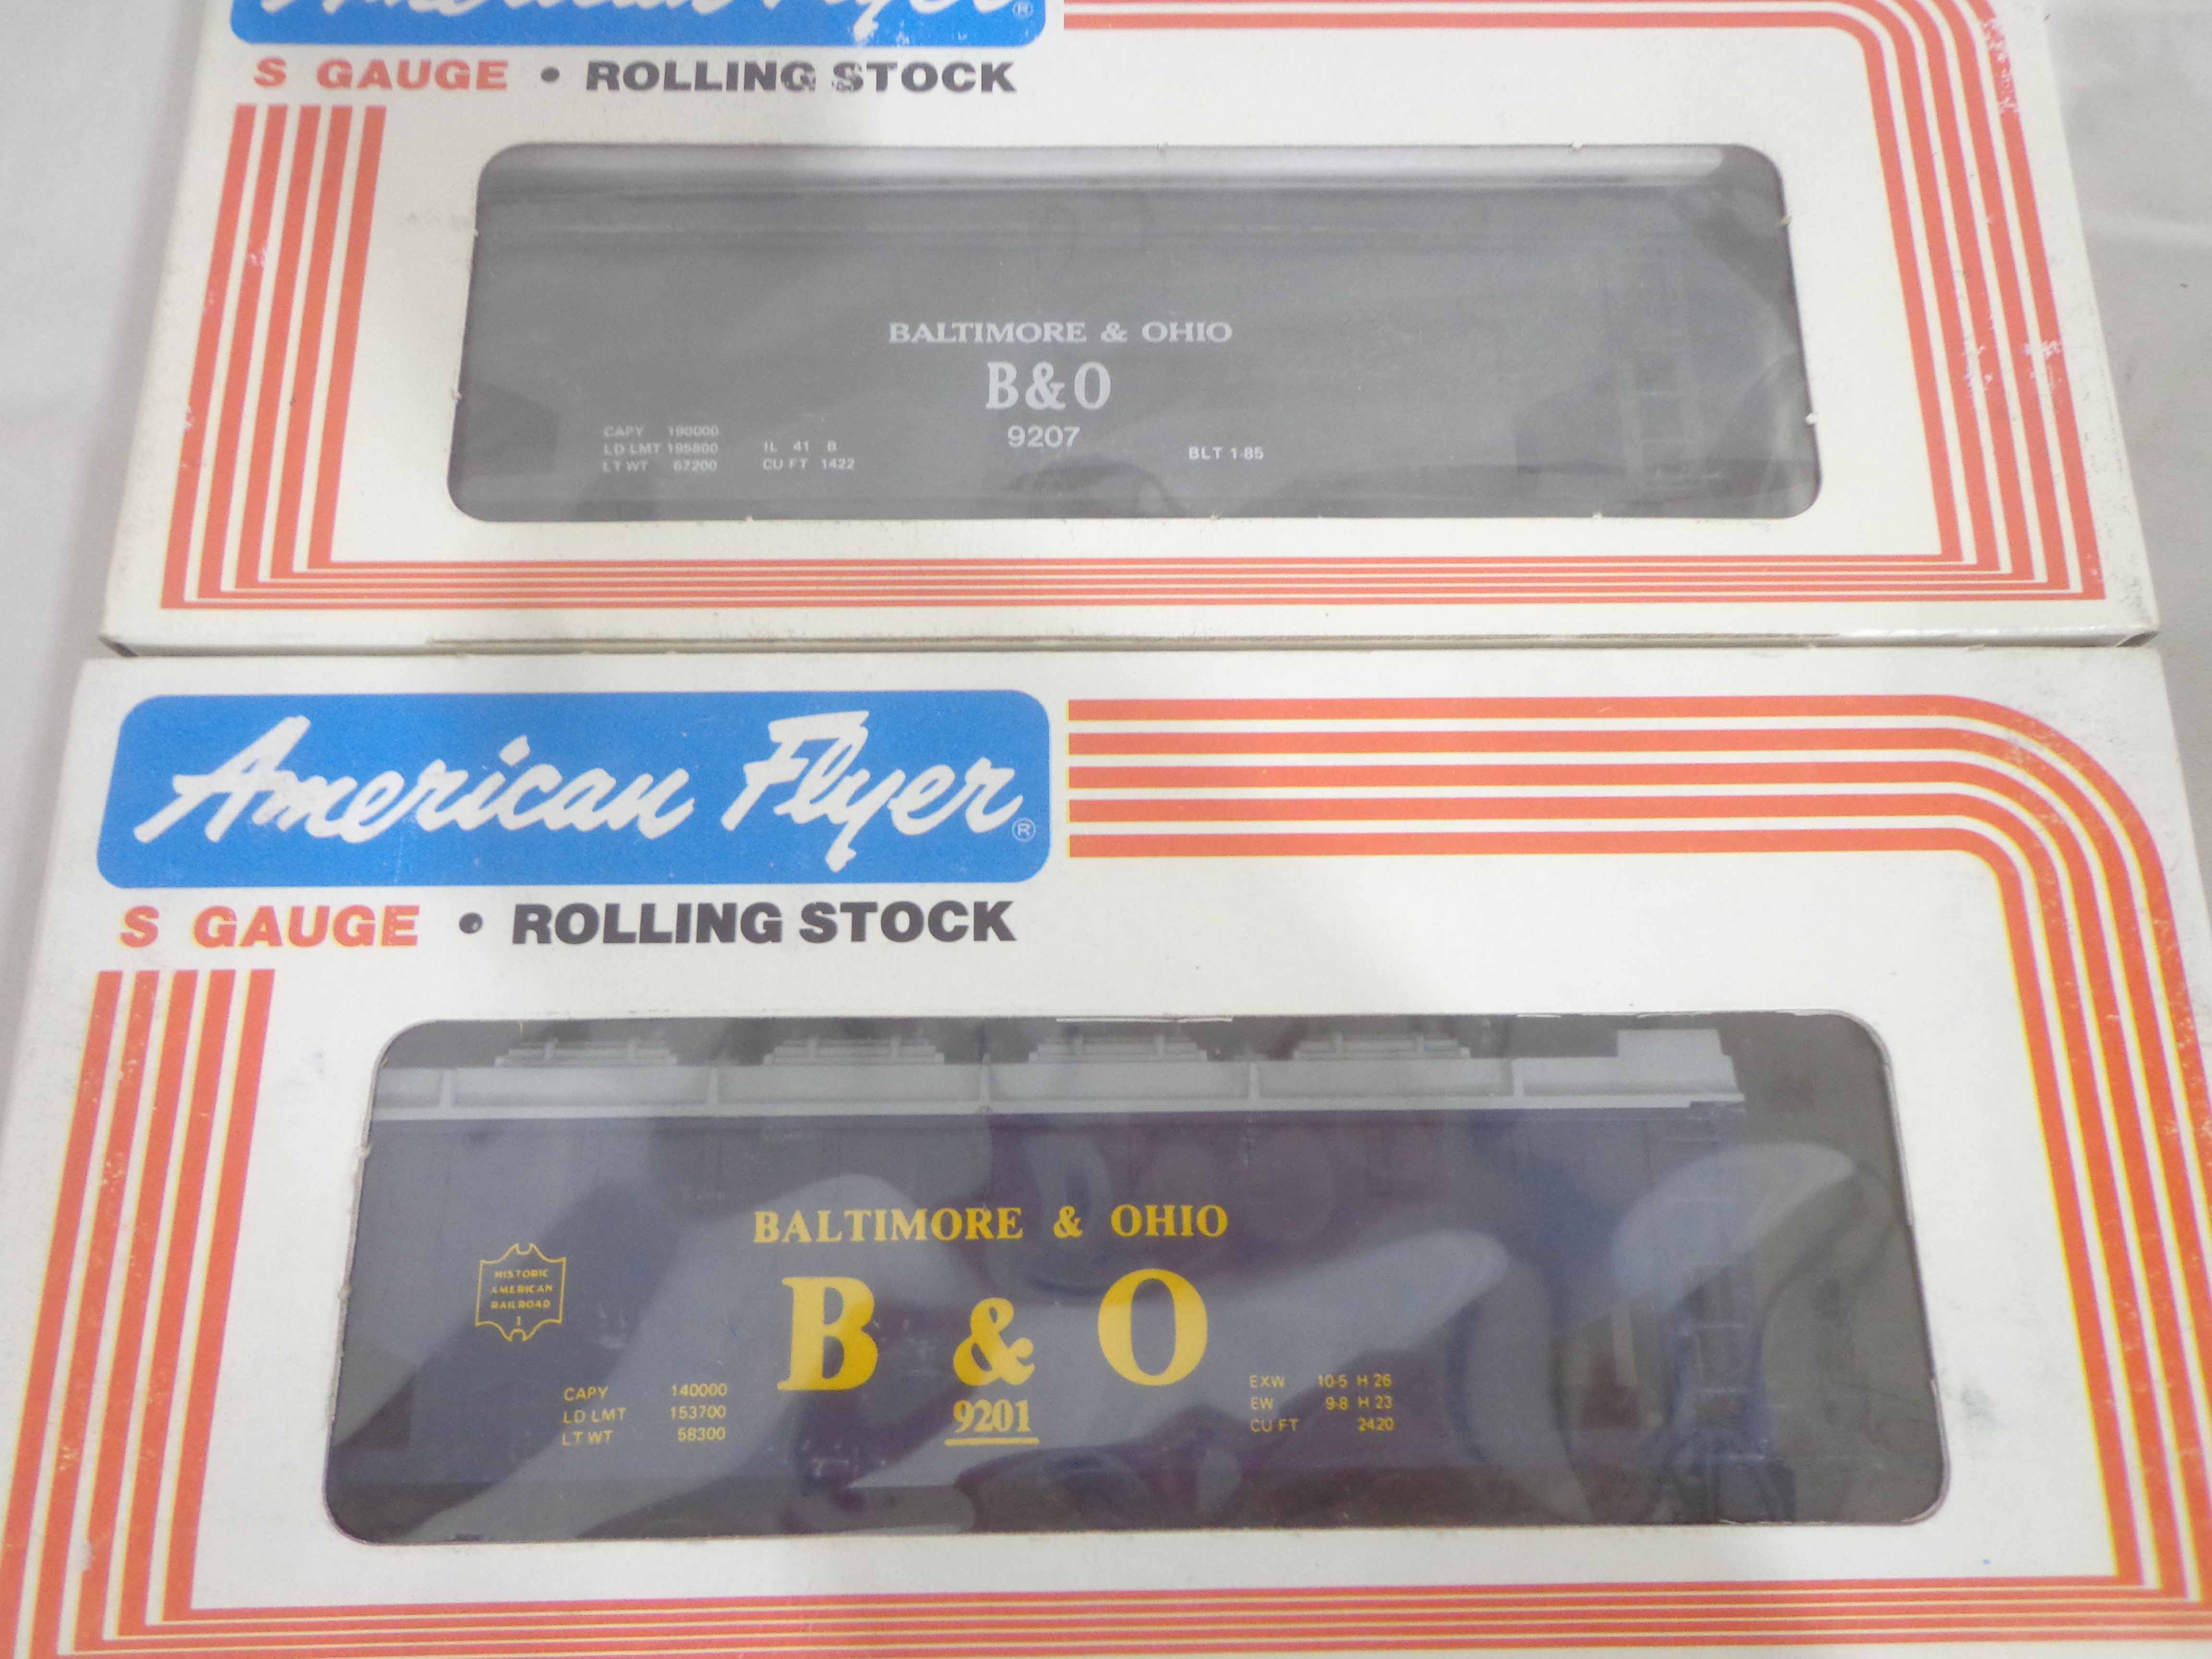 American Flyer ®
S GAUGE • ROLLING STOCK
BALTIMORE & OHIO
B&O
9207
CAPY 190000
LD LMT 195800
LT WT 67200
IL 41 B
CU FT 1422
BLT 1-85
American Flyer ®
S GAUGE • ROLLING STOCK
BALTIMORE & OHIO
B & O
9201
HISTORIC
AMERICAN
RAILROAD
I
CAPY 140000
LD LMT 153700
LT WT 58300
EXW 10-5 H 26
EW 9-8 H 23
CU FT 2420